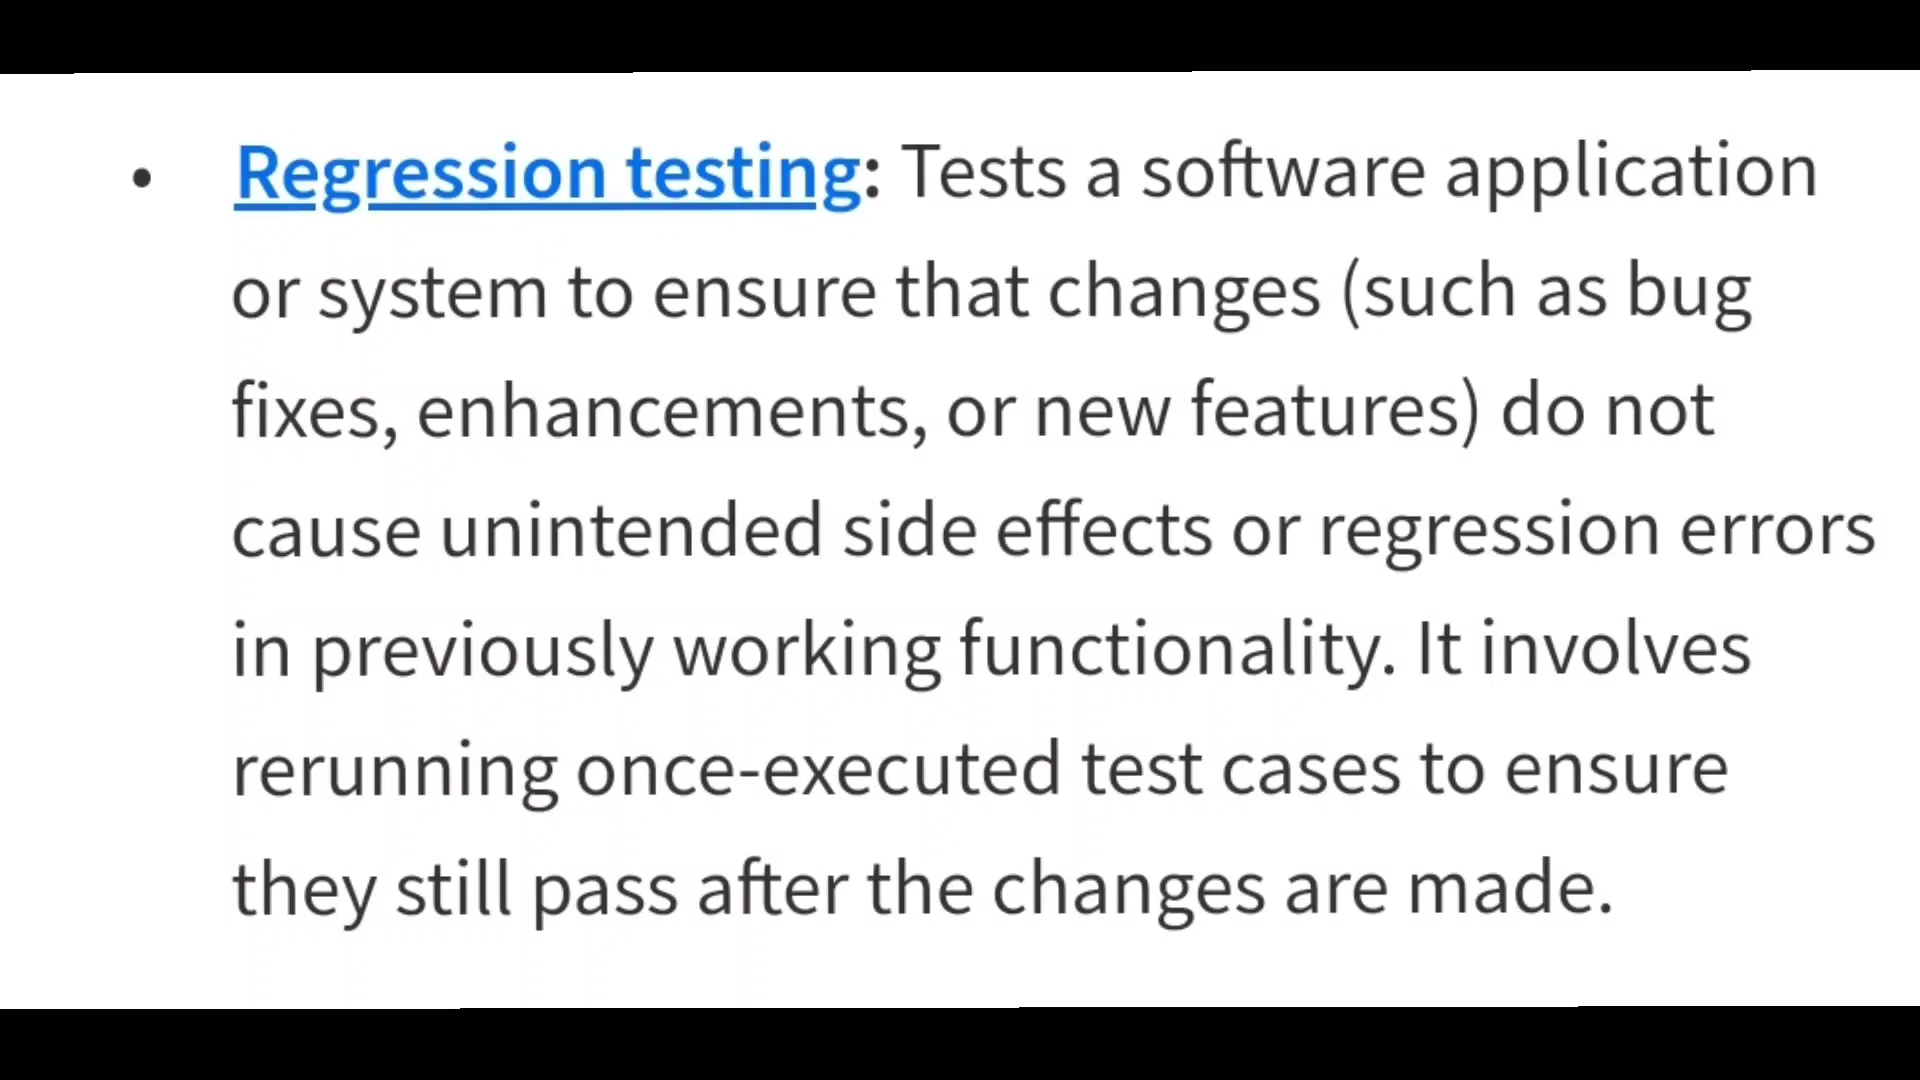 • Regression testing: Tests a software application
or system to ensure that changes (such as bug
fixes, enhancements, or new features) do not
cause unintended side effects or regression errors
in previously working functionality. It involves
rerunning once-executed test cases to ensure
they still pass after the changes are made.